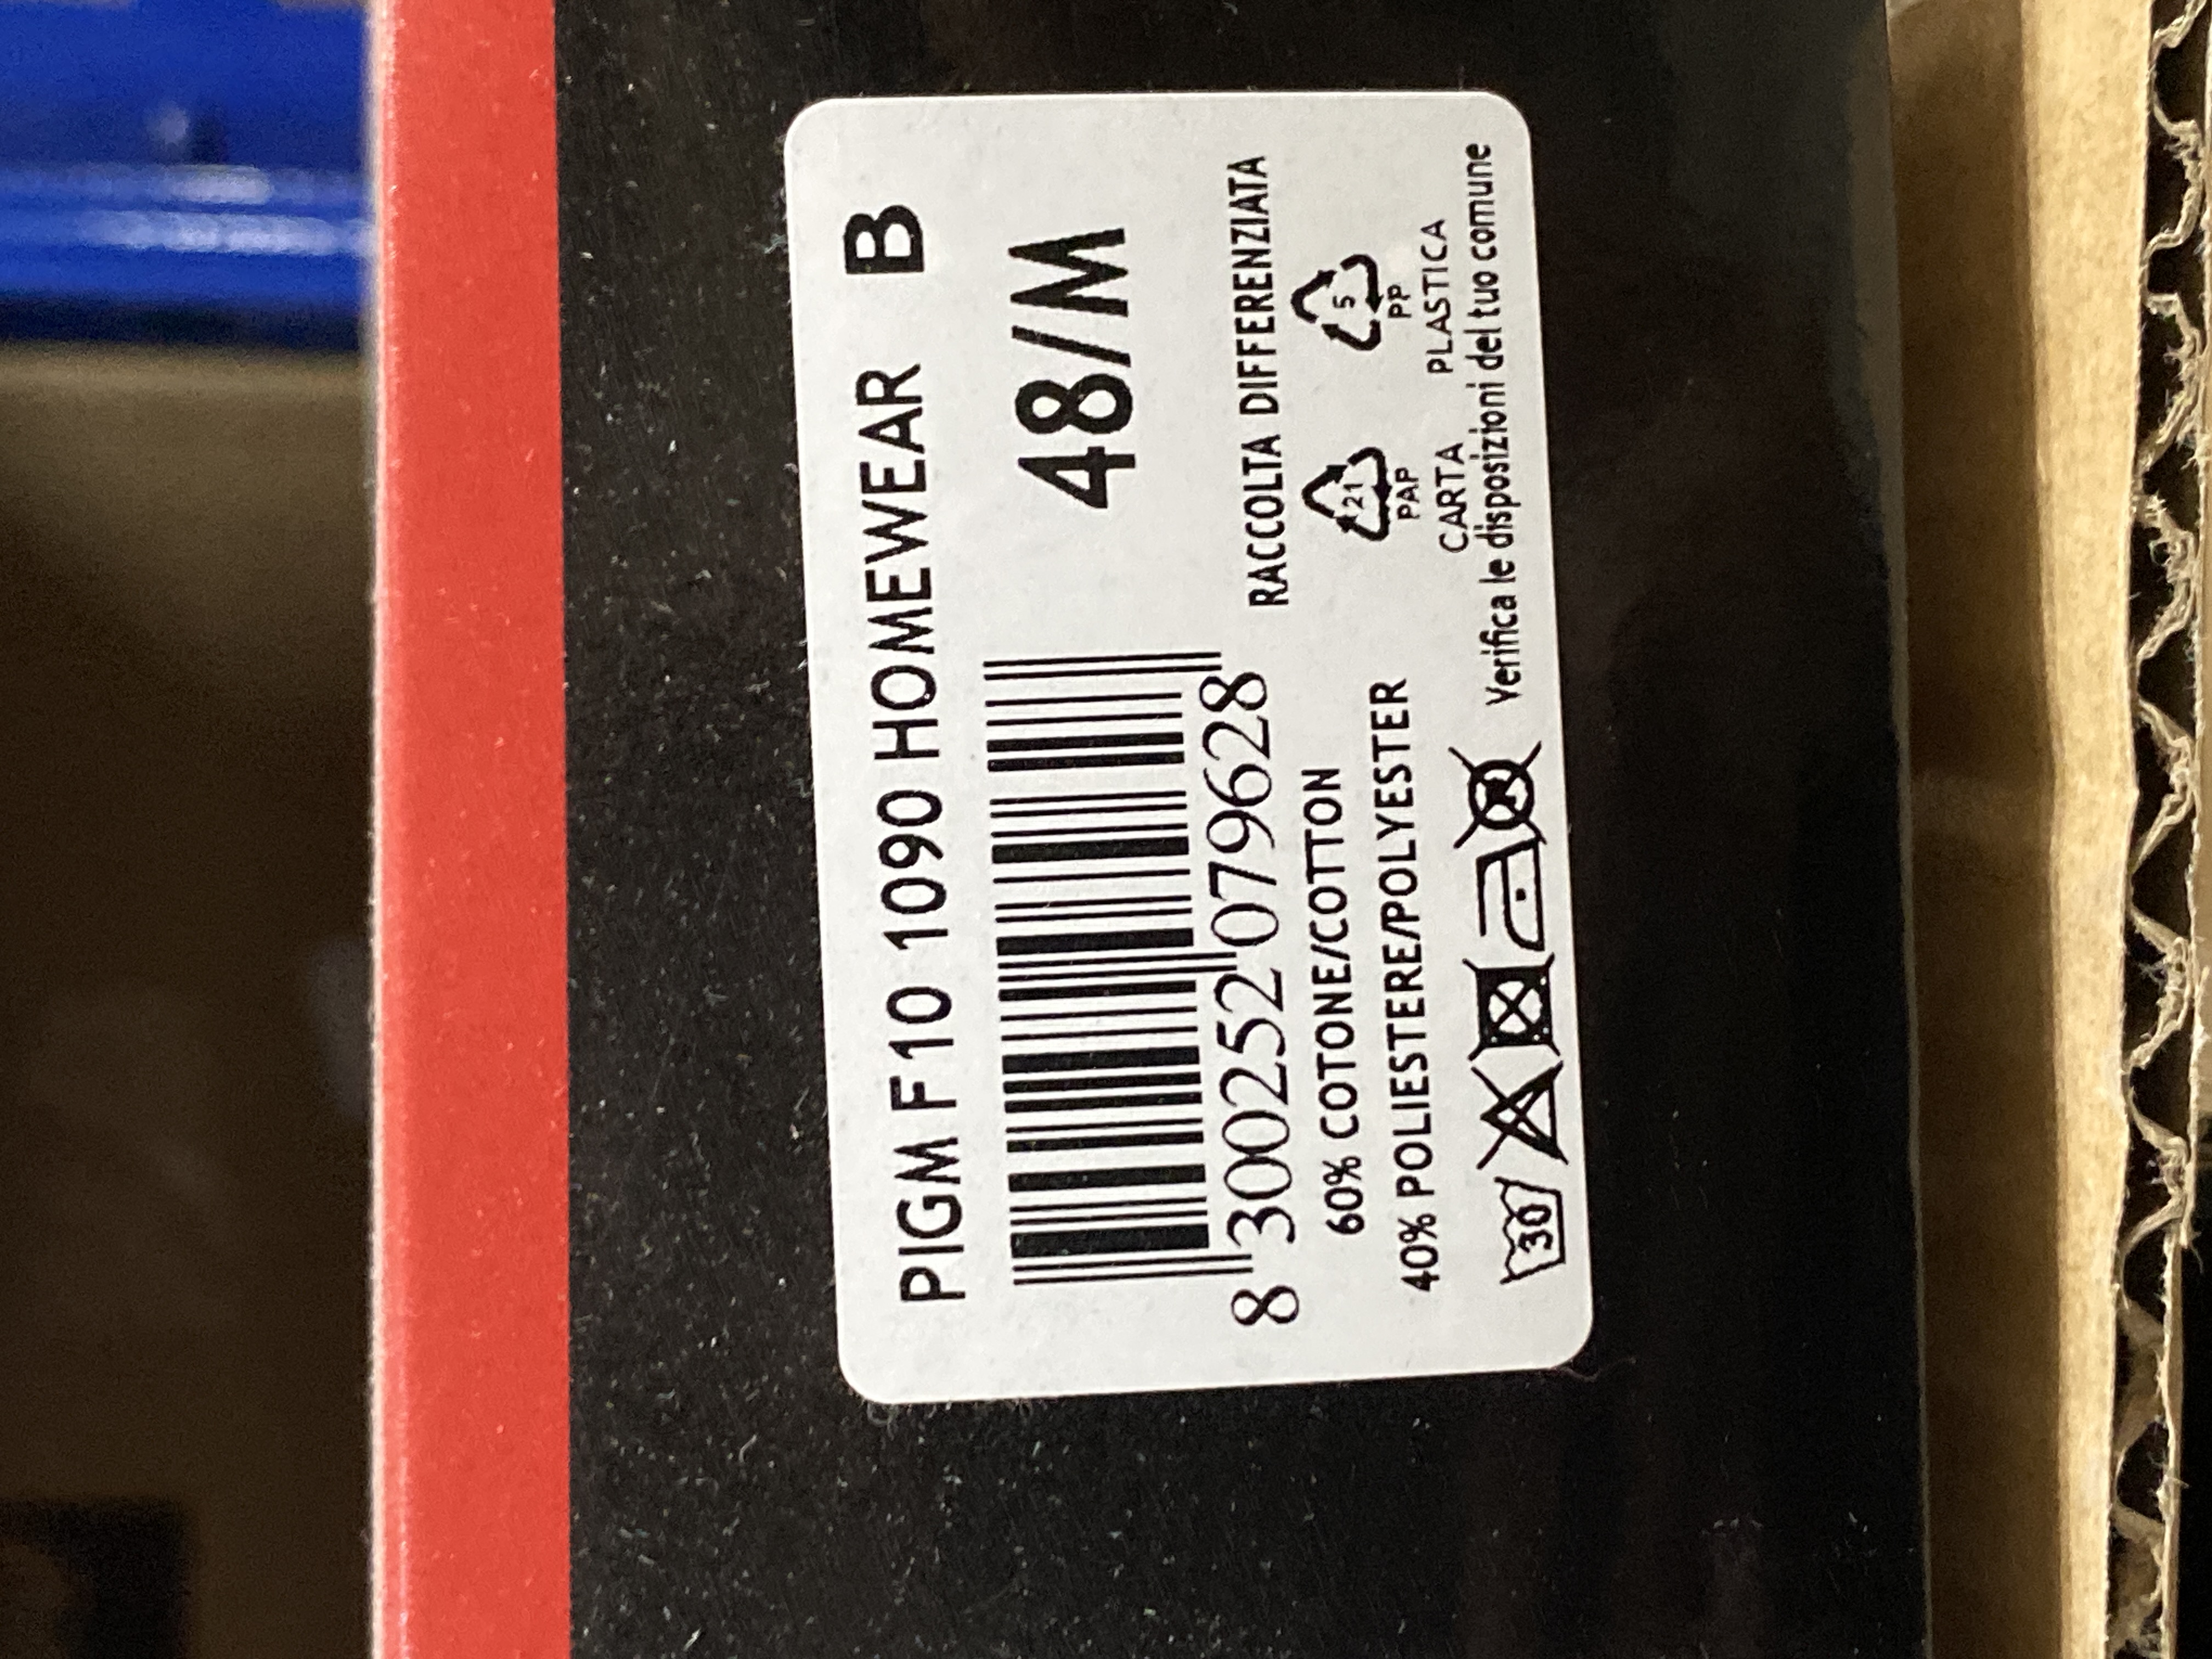 PIGM F10 1090 HOMEWEAR B
48/M
8 300252 079628
60% COTONE/COTTON
40% POLIESTERE/POLYESTER
30
RACCOLTA DIFFERENZIATA
21 5
PAP PP
CARTA PLASTICA
Verifica le disposizioni del tuo comune